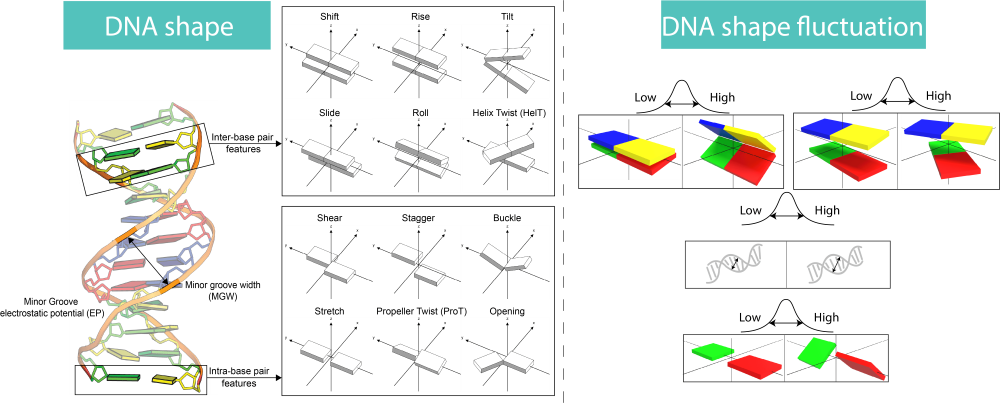 DNA shape
Shift Rise Tilt
Z X Y Z X Y Z X Y
Slide Roll Helix Twist (HelT)
Z X Y Z X Y Z X Y
Inter-base pair
features
Shear Stagger Buckle
Z X Y Z X Y Z X Y
Stretch Propeller Twist (ProT) Opening
Z X Y Z X Y Z X Y
Minor groove width
(MGW)
Minor Groove
electrostatic potential (EP)
Intra-base pair
features
DNA shape fluctuation
Low High
Low High
Low High
Low High